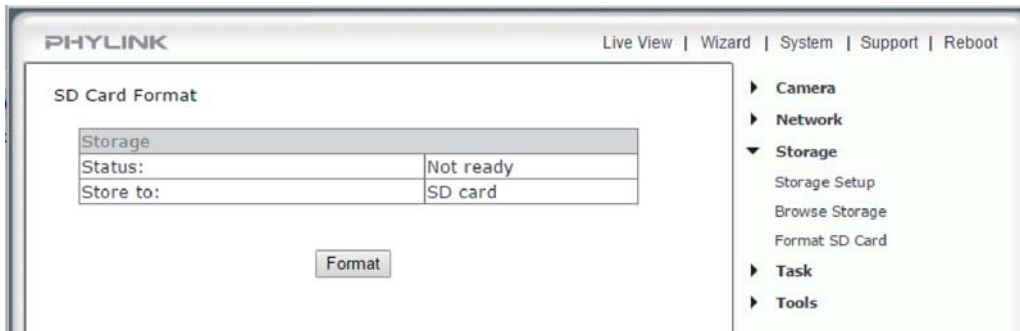 PHYLINK
Live View | Wizard | System | Support | Reboot
SD Card Format
Storage
Status: Not ready
Store to: SD card
Format
Camera
Network
Storage
Storage Setup
Browse Storage
Format SD Card
Task
Tools